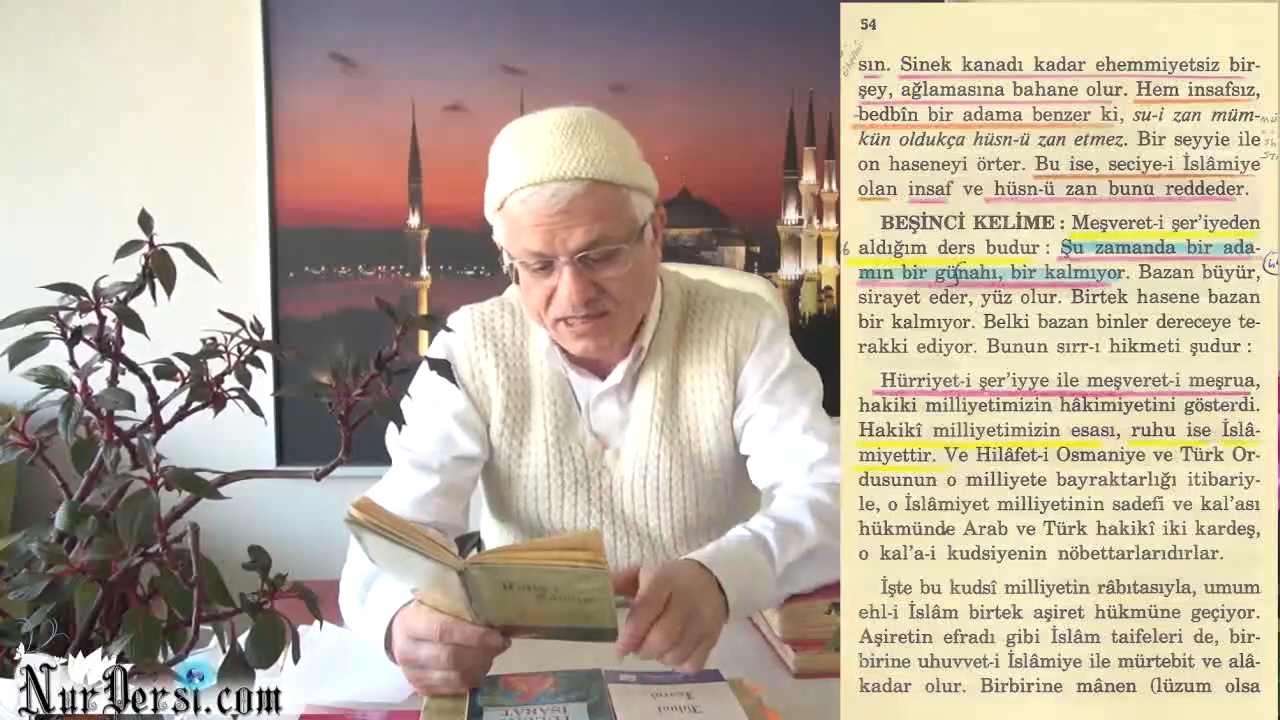 54
sın. Sinek kanadı kadar ehemmiyetsiz bir-
şey, ağlamasına bahane olur. Hem insafsız,
bedbîn bir adama benzer ki, su-i zan müm-
kün oldukça hüsn-ü zan etmez. Bir seyyie ile
on haseneyi örter. Bu ise, seciye-i İslâmiye
olan insaf ve hüsn-ü zan bunu reddeder.
BEŞİNCİ KELİME : Meşveret-i şer'iyeden
aldığım ders budur : Şu zamanda bir ada-
mın bir günahı, bir kalmıyor. Bazan büyür,
sirayet eder, yüz olur. Birtek hasene bazan
bir kalmıyor. Belki bazan binler dereceye te-
rakki ediyor. Bunun sırr-ı hikmeti şudur :
Hürriyet-i şer'iyye ile meşveret-i meşrua,
hakiki milliyetimizin hâkimiyetini gösterdi.
Hakikî milliyetimizin esası, ruhu ise İslâ-
miyettir. Ve Hilâfet-i Osmaniye ve Türk Or-
dusunun o milliyete bayraktarlığı itibariy-
le, o İslâmiyet milliyetinin sadefi ve kal'ası
hükmünde Arab ve Türk hakikî iki kardeş,
o kal'a-i kudsiyenin nöbettarlarıdırlar.
İşte bu kudsî milliyetin râbıtasıyla, umum
ehl-i İslâm birtek aşiret hükmüne geçiyor.
Aşiretin efradı gibi İslâm taifeleri de, bir-
birine uhuvvet-i İslâmiye ile mürtebit ve alâ-
kadar olur. Birbirine mânen (lüzum olsa
NurDersi.com